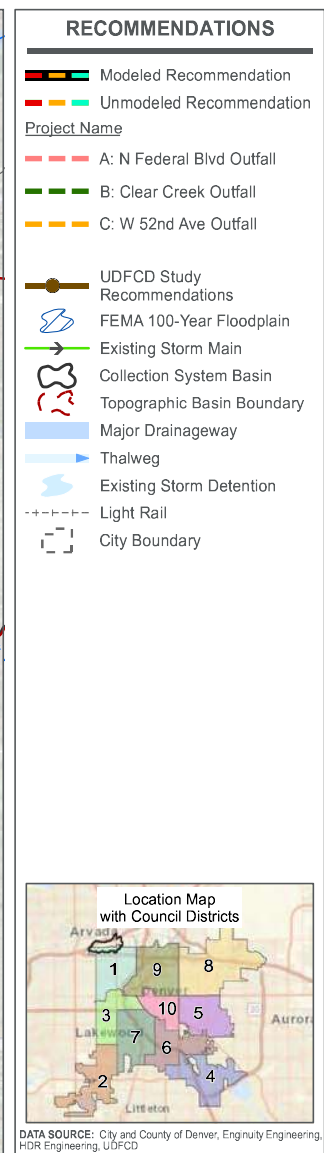 RECOMMENDATIONS
Modeled Recommendation
Unmodeled Recommendation
Project Name
A: N Federal Blvd Outfall
B: Clear Creek Outfall
C: W 52nd Ave Outfall
UDFCD Study
Recommendations
FEMA 100-Year Floodplain
Existing Storm Main
Collection System Basin
Topographic Basin Boundary
Major Drainageway
Thalweg
Existing Storm Detention
Light Rail
City Boundary
Location Map
with Council Districts
Arvada
1
9
8
Denver
3
10
5
Lakewood
7
6
2
4
Auror
Littleton
DATA SOURCE: City and County of Denver, Enginuity Engineering,
HDR Engineering, UDFCD